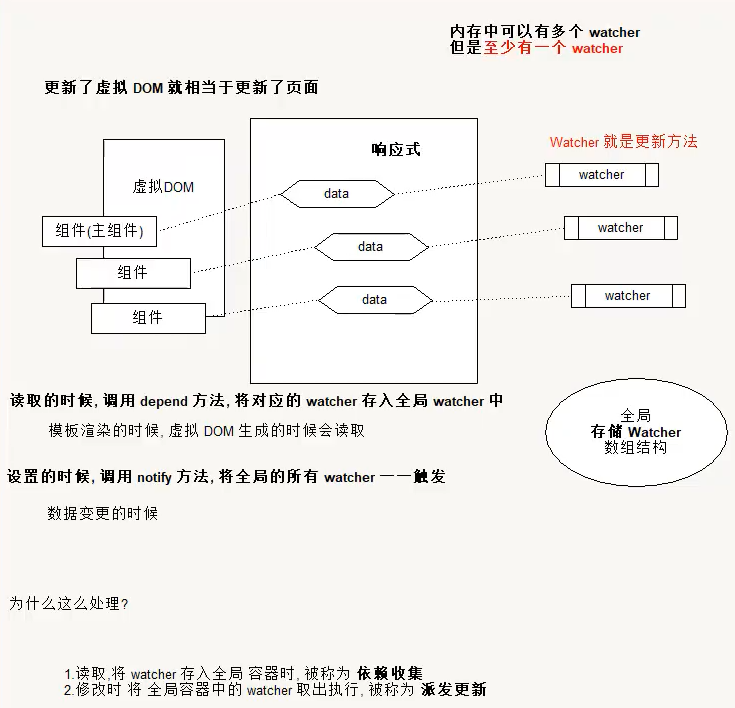 内存中可以有多个 watcher
但是至少有一个 watcher
更新了虚拟 DOM 就相当于更新了页面
响应式
Watcher 就是更新方法
虚拟DOM
data
watcher
组件(主组件)
data
watcher
组件
data
watcher
组件
读取的时候, 调用 depend 方法, 将对应的 watcher 存入全局 watcher 中
模板渲染的时候, 虚拟 DOM 生成的时候会读取
全局
存储 Watcher
数组结构
设置的时候, 调用 notify 方法, 将全局的所有 watcher 一一触发
数据变更的时候
为什么这么处理?
1.读取,将 watcher 存入全局 容器时, 被称为 依赖收集
2.修改时 将 全局容器中的 watcher 取出执行, 被称为 派发更新